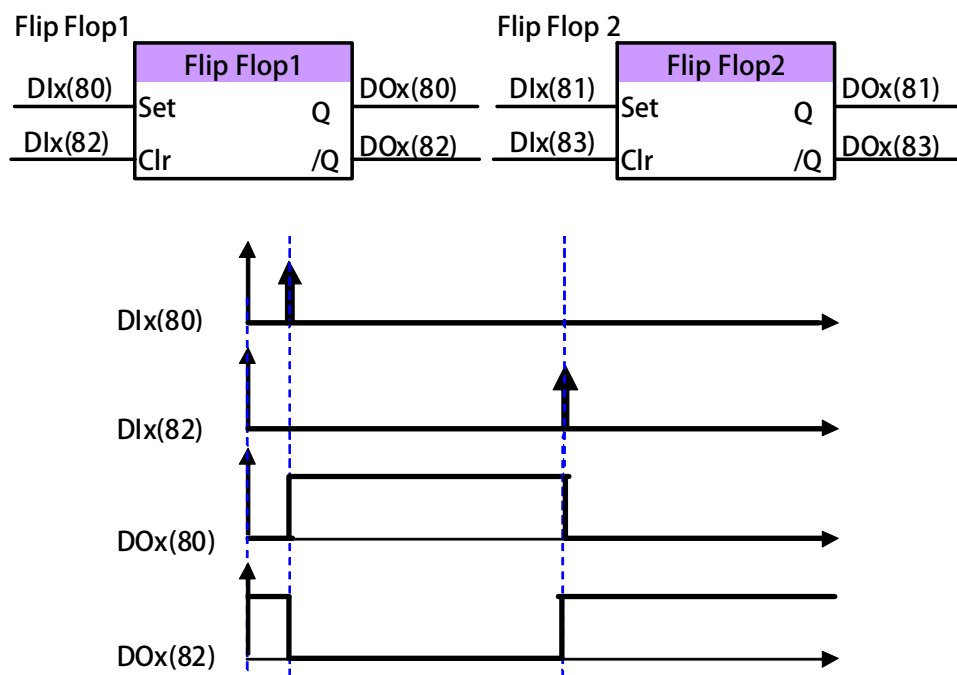 Flip Flop1
Flip Flop1
DIx(80)
Set
Q
DOx(80)
DIx(82)
Clr
/Q
DOx(82)
Flip Flop 2
Flip Flop2
DIx(81)
Set
Q
DOx(81)
DIx(83)
Clr
/Q
DOx(83)
DIx(80)
DIx(82)
DOx(80)
DOx(82)